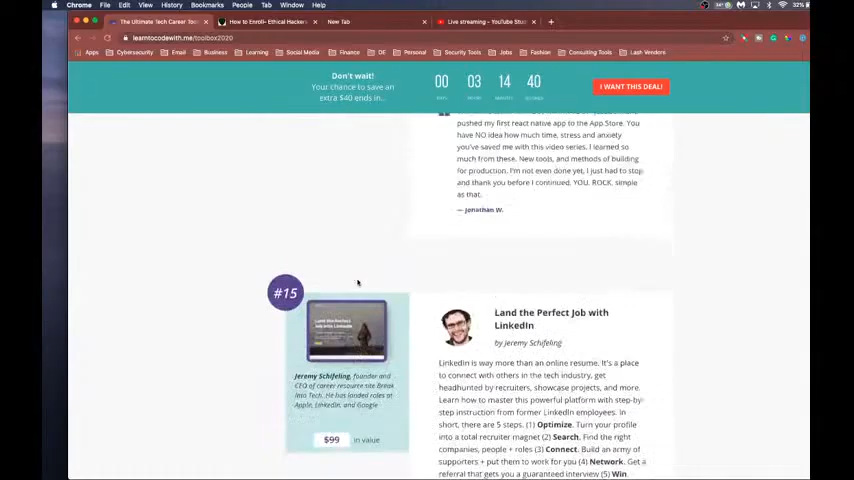 Chrome File Edit View History Bookmarks People Tab Window Help
32%
The Ultimate Tech Career Tool
How to Enroll- Ethical Hackers
New Tab
Live streaming - YouTube Stu
learntocodewith.me/toolbox2020
Apps Cybersecurity Email Business Learning Social Media Finance DE Personal Security Tools Jobs Fashion Consulting Tools Lash Vendors
Don't wait!
Your chance to save an
extra $40 ends in...
00 03 14 40
I WANT THIS DEAL!
pushed my first react native app to the App Store. You
have NO idea how much time, stress and anxiety
you've saved me with this video series. I learned so
much from these. New tools, and methods of building
for production. I'm not even done yet, I just had to stop
and thank you before I continued. YOU. ROCK. simple
as that.
— Jonathan W.
#15
Land the Perfect
Job with LinkedIn
Jeremy Schifeling, founder and
CEO of career resource site Break
Into Tech. He has landed roles at
Apple, LinkedIn, and Google
$99 in value
Land the Perfect Job with
LinkedIn
by Jeremy Schifeling
LinkedIn is way more than an online resume. It's a place
to connect with others in the tech industry, get
headhunted by recruiters, showcase projects, and more.
Learn how to master this powerful platform with step-by-
step instruction from former LinkedIn employees. In
short, there are 5 steps. (1) Optimize. Turn your profile
into a total recruiter magnet (2) Search. Find the right
companies, people + roles (3) Connect. Build an army of
supporters + put them to work for you (4) Network. Get a
referral that gets you a guaranteed interview (5) Win.